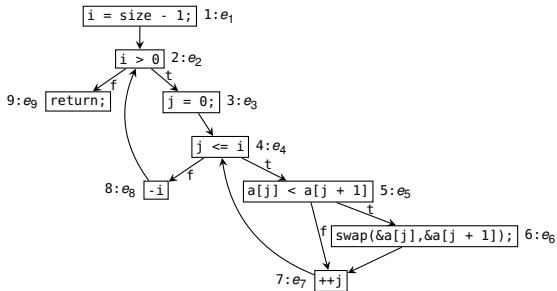 i = size - 1; 1:e₁
i > 0 2:e₂
f t
9:e₉ return; j = 0; 3:e₃
j <= i 4:e₄
f t
8:e₈ -i a[j] < a[j + 1] 5:e₅
f t
swap(&a[j],&a[j + 1]); 6:e₆
7:e₇ ++j